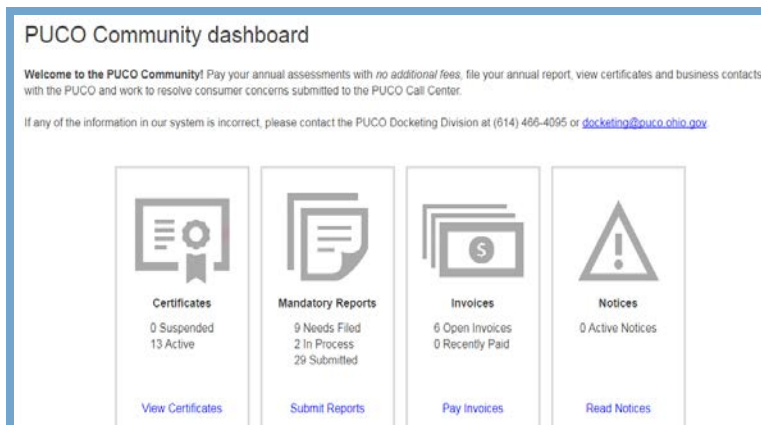 PUCO Community dashboard
Welcome to the PUCO Community! Pay your annual assessments with no additional fees, file your annual report, view certificates and business contacts
with the PUCO and work to resolve consumer concerns submitted to the PUCO Call Center.
If any of the information in our system is incorrect, please contact the PUCO Docketing Division at (614) 466-4095 or docketing@puco.ohio.gov.
Certificates
0 Suspended
13 Active
View Certificates
Mandatory Reports
9 Needs Filed
2 In Process
29 Submitted
Submit Reports
$
Invoices
6 Open Invoices
0 Recently Paid
Pay Invoices
Notices
0 Active Notices
Read Notices